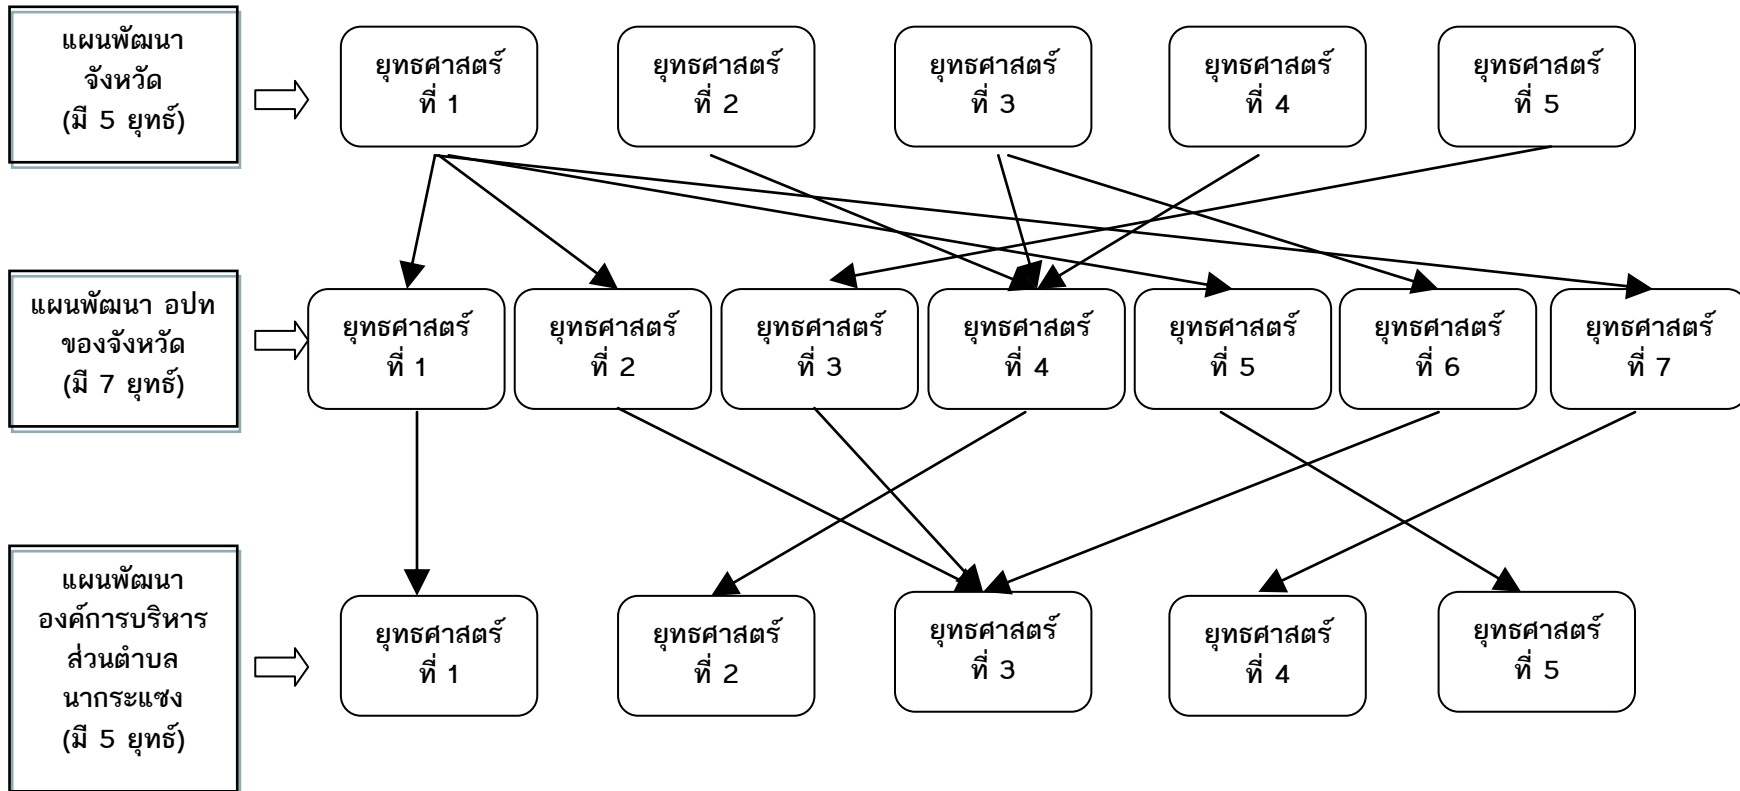 แผนพัฒนา
จังหวัด
(มี 5 ยุทธ์)
ยุทธศาสตร์
ที่ 1
ยุทธศาสตร์
ที่ 2
ยุทธศาสตร์
ที่ 3
ยุทธศาสตร์
ที่ 4
ยุทธศาสตร์
ที่ 5
แผนพัฒนา อปท
ของจังหวัด
(มี 7 ยุทธ์)
ยุทธศาสตร์
ที่ 1
ยุทธศาสตร์
ที่ 2
ยุทธศาสตร์
ที่ 3
ยุทธศาสตร์
ที่ 4
ยุทธศาสตร์
ที่ 5
ยุทธศาสตร์
ที่ 6
ยุทธศาสตร์
ที่ 7
แผนพัฒนา
องค์การบริหาร
ส่วนตำบล
นากระแซง
(มี 5 ยุทธ์)
ยุทธศาสตร์
ที่ 1
ยุทธศาสตร์
ที่ 2
ยุทธศาสตร์
ที่ 3
ยุทธศาสตร์
ที่ 4
ยุทธศาสตร์
ที่ 5